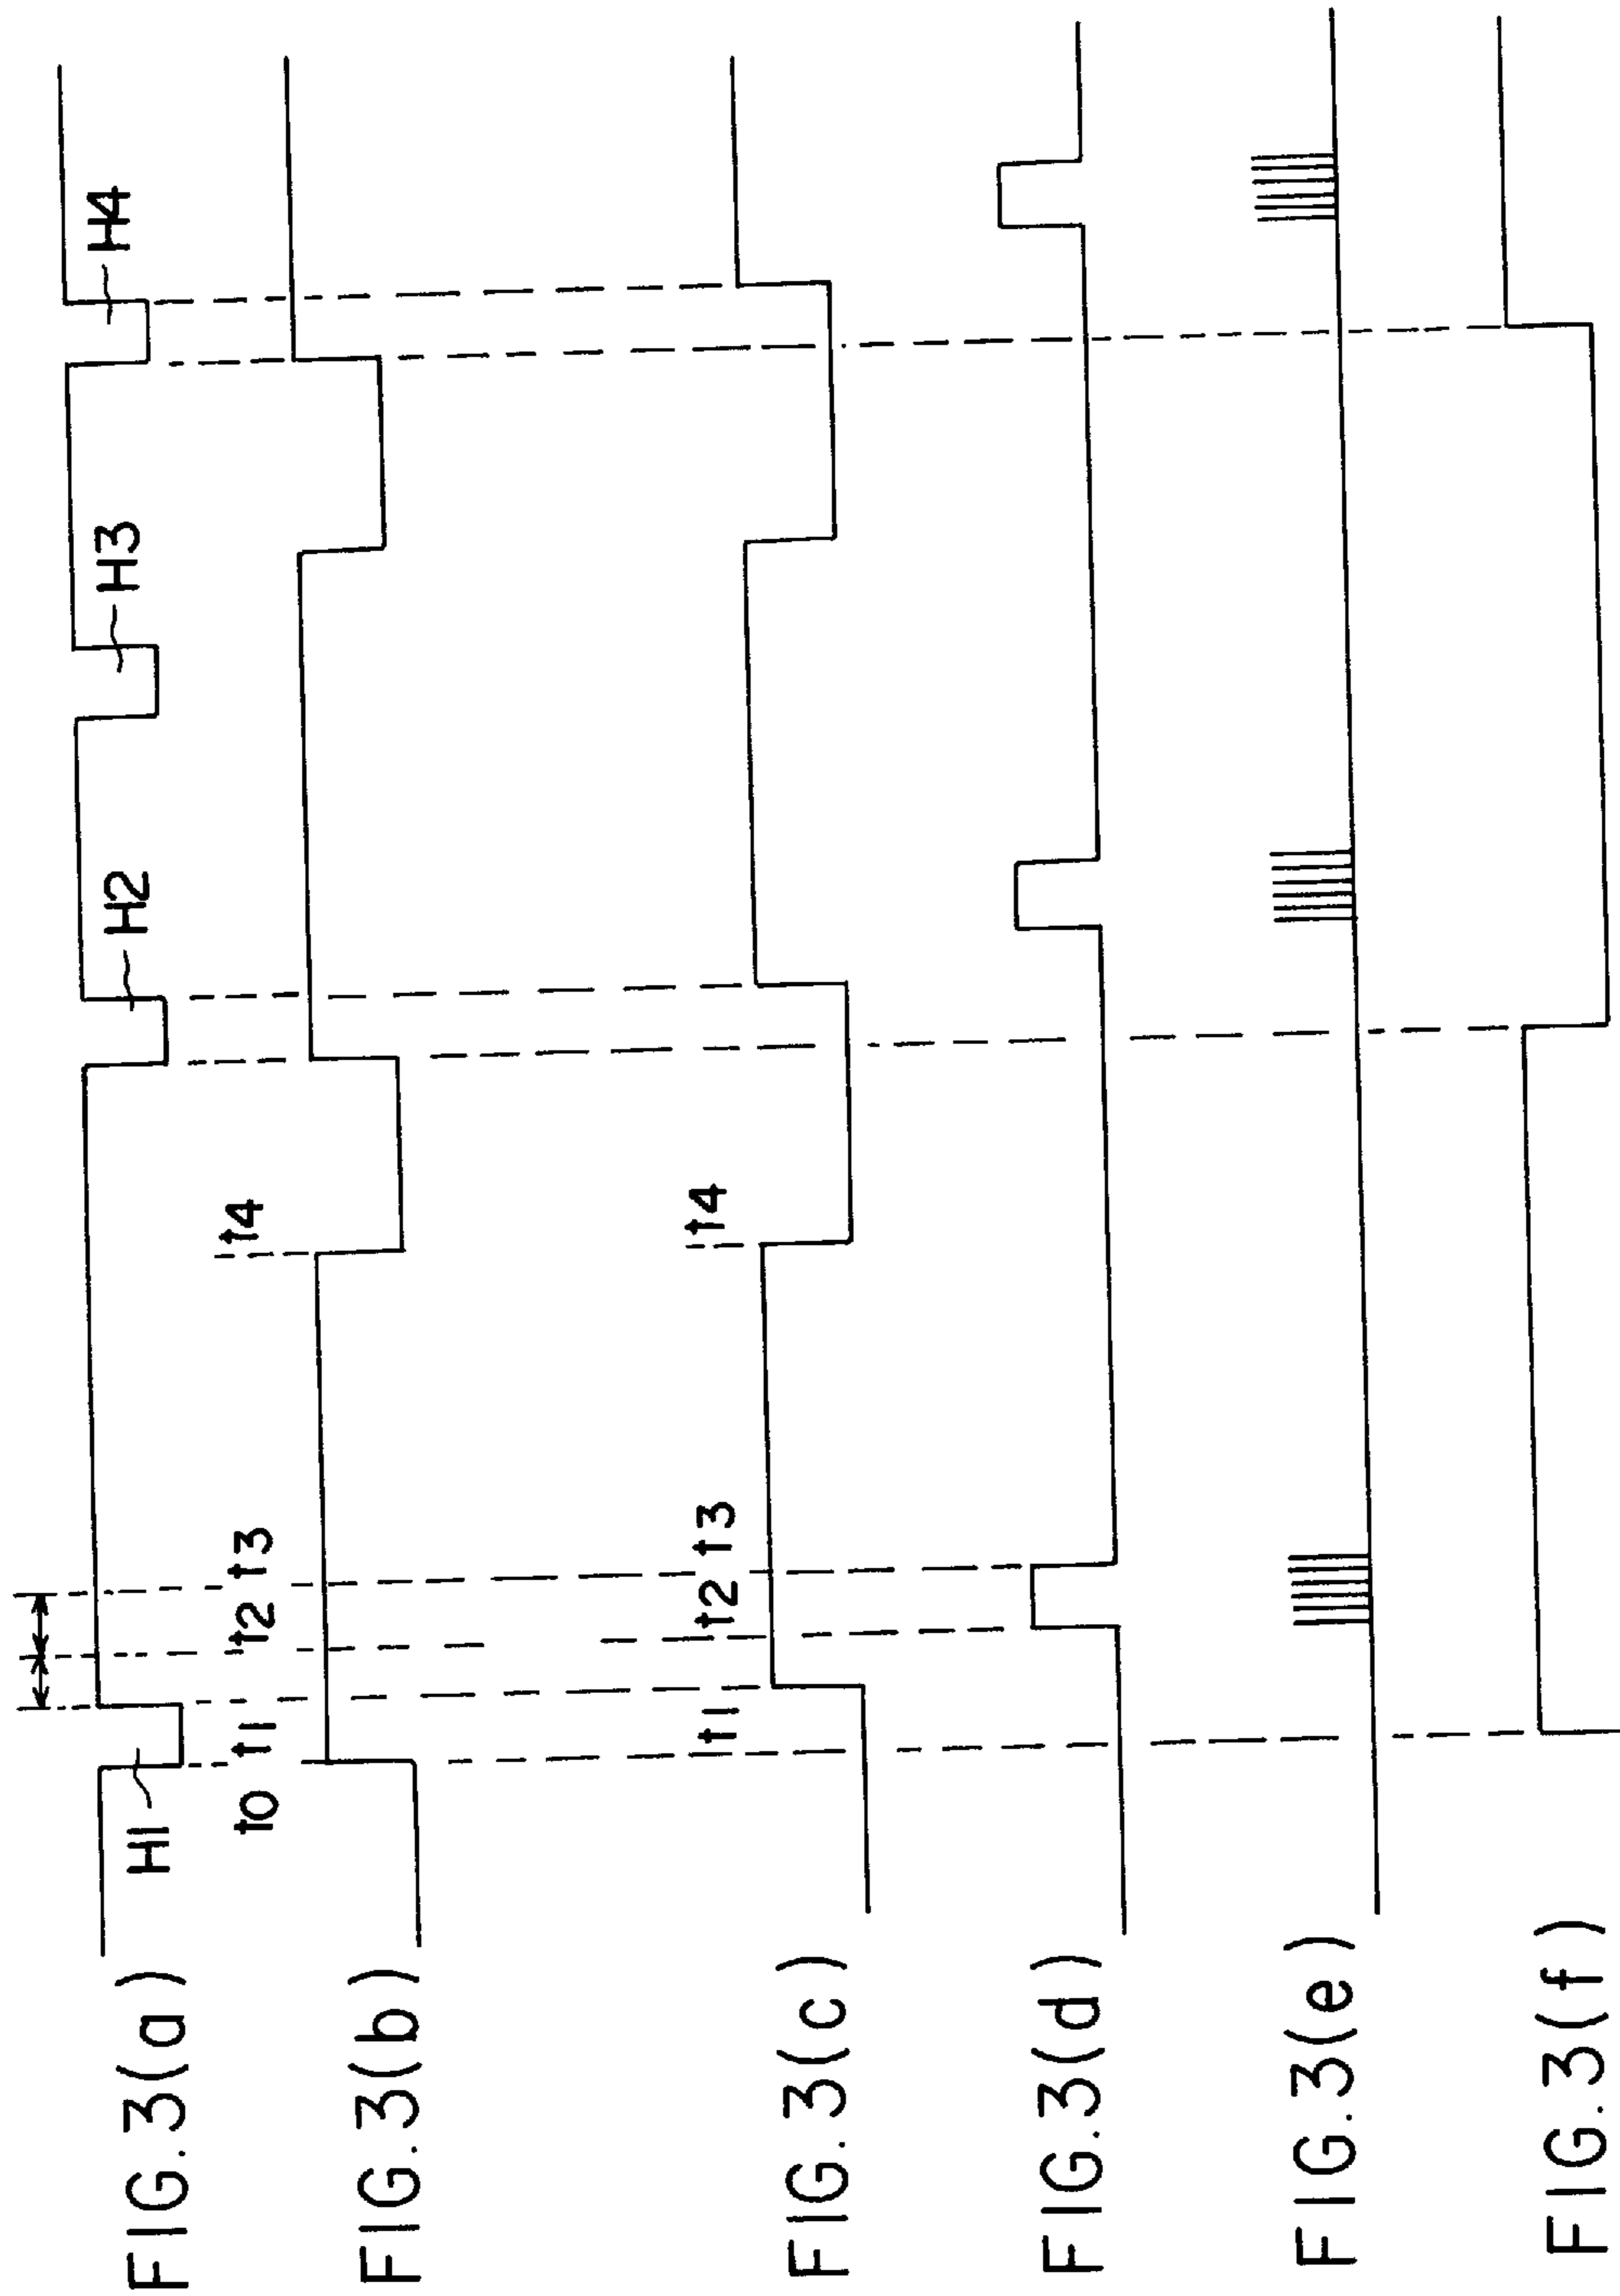 FIG.3(a)
H1
H2
H3
H4
t0
t1
t2
t3
t4
FIG.3(b)
FIG.3(c)
t1
t2
t3
t4
FIG.3(d)
FIG.3(e)
FIG.3(f)